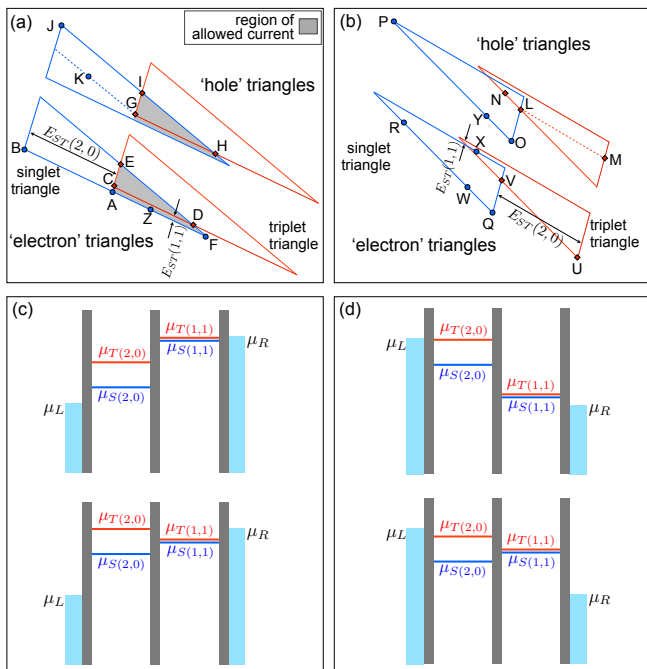 (a)
region of
allowed current
J
K
I
G
H
'hole' triangles
B
E_{ST}(2,0)
E
C
A
Z
D
F
E_{ST}(1,1)
singlet
triangle
triplet
triangle
'electron' triangles
(b)
P
'hole' triangles
N
L
Y
O
M
R
X
E_{ST}(1,1)
V
W
Q
E_{ST}(2,0)
U
singlet
triangle
triplet
triangle
'electron' triangles
(c)
μ_{T(1,1)}
μ_{S(1,1)}
μ_R
μ_{T(2,0)}
μ_{S(2,0)}
μ_L
μ_{T(2,0)}
μ_{T(1,1)}
μ_R
μ_{S(1,1)}
μ_{S(2,0)}
μ_L
(d)
μ_{T(2,0)}
μ_L
μ_{S(2,0)}
μ_{T(1,1)}
μ_{S(1,1)}
μ_R
μ_{T(2,0)}
μ_L
μ_{T(1,1)}
μ_{S(1,1)}
μ_{S(2,0)}
μ_R